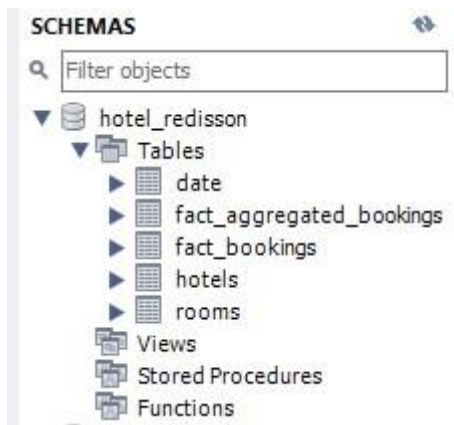 SCHEMAS
Filter objects
hotel_redisson
Tables
date
fact_aggregated_bookings
fact_bookings
hotels
rooms
Views
Stored Procedures
Functions